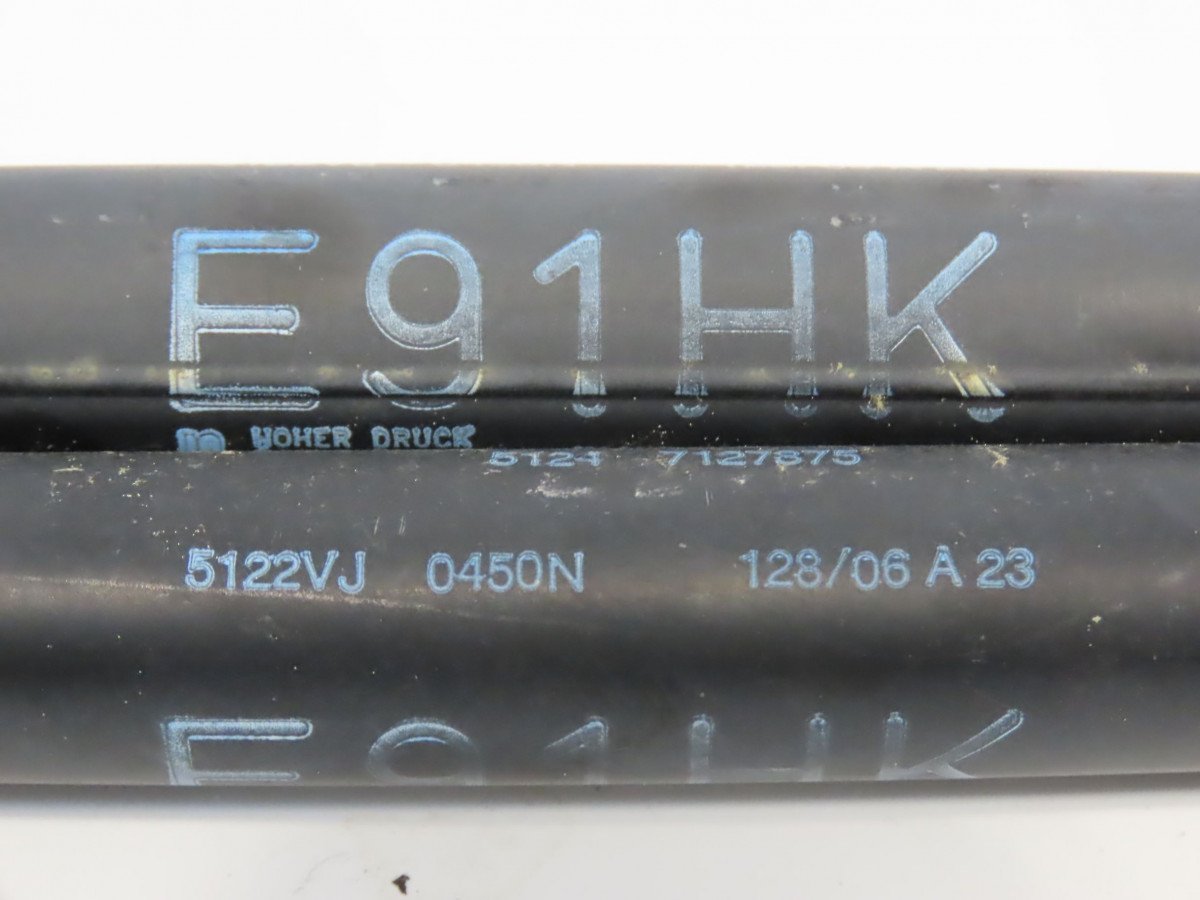 E91HK
HOHER DRUCK
5124 7127875
5122VJ 0450N 128/06 A 23
E91HK